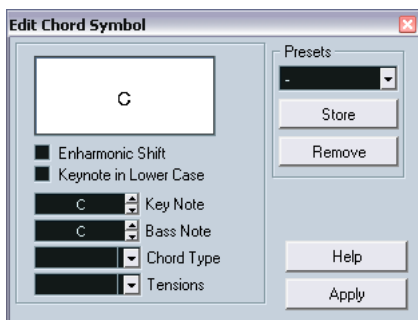 Edit Chord Symbol
C
Enharmonic Shift
Keynote in Lower Case
C Key Note
C Bass Note
Chord Type
Tensions
Presets
-
Store
Remove
Help
Apply